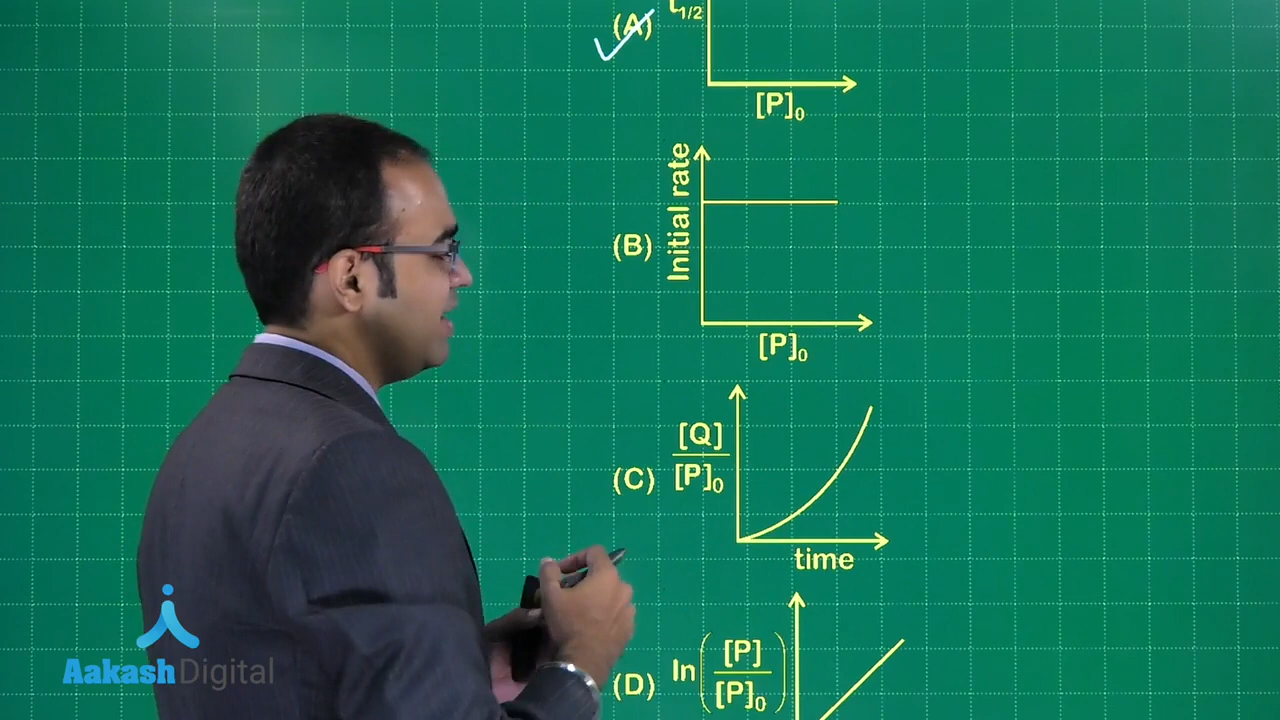 (A) t1/2
[P]0
Initial rate
(B)
[P]0
[Q]
(C) [P]0
time
(D) ln([P]/[P]0)
Aakash Digital